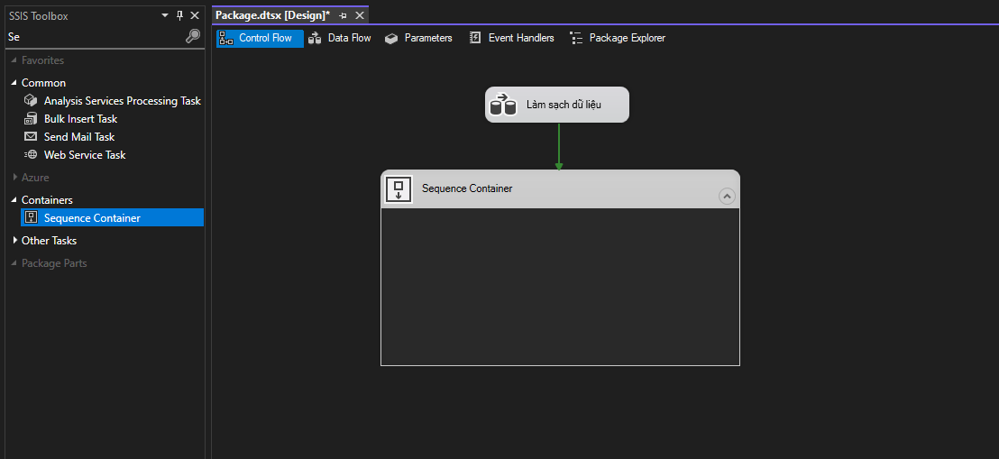 SSIS Toolbox
Se
Favorites
Common
Analysis Services Processing Task
Bulk Insert Task
Send Mail Task
Web Service Task
Azure
Containers
Sequence Container
Other Tasks
Package Parts
Package.dtsx [Design]*
Control Flow Data Flow Parameters Event Handlers Package Explorer
Làm sạch dữ liệu
Sequence Container